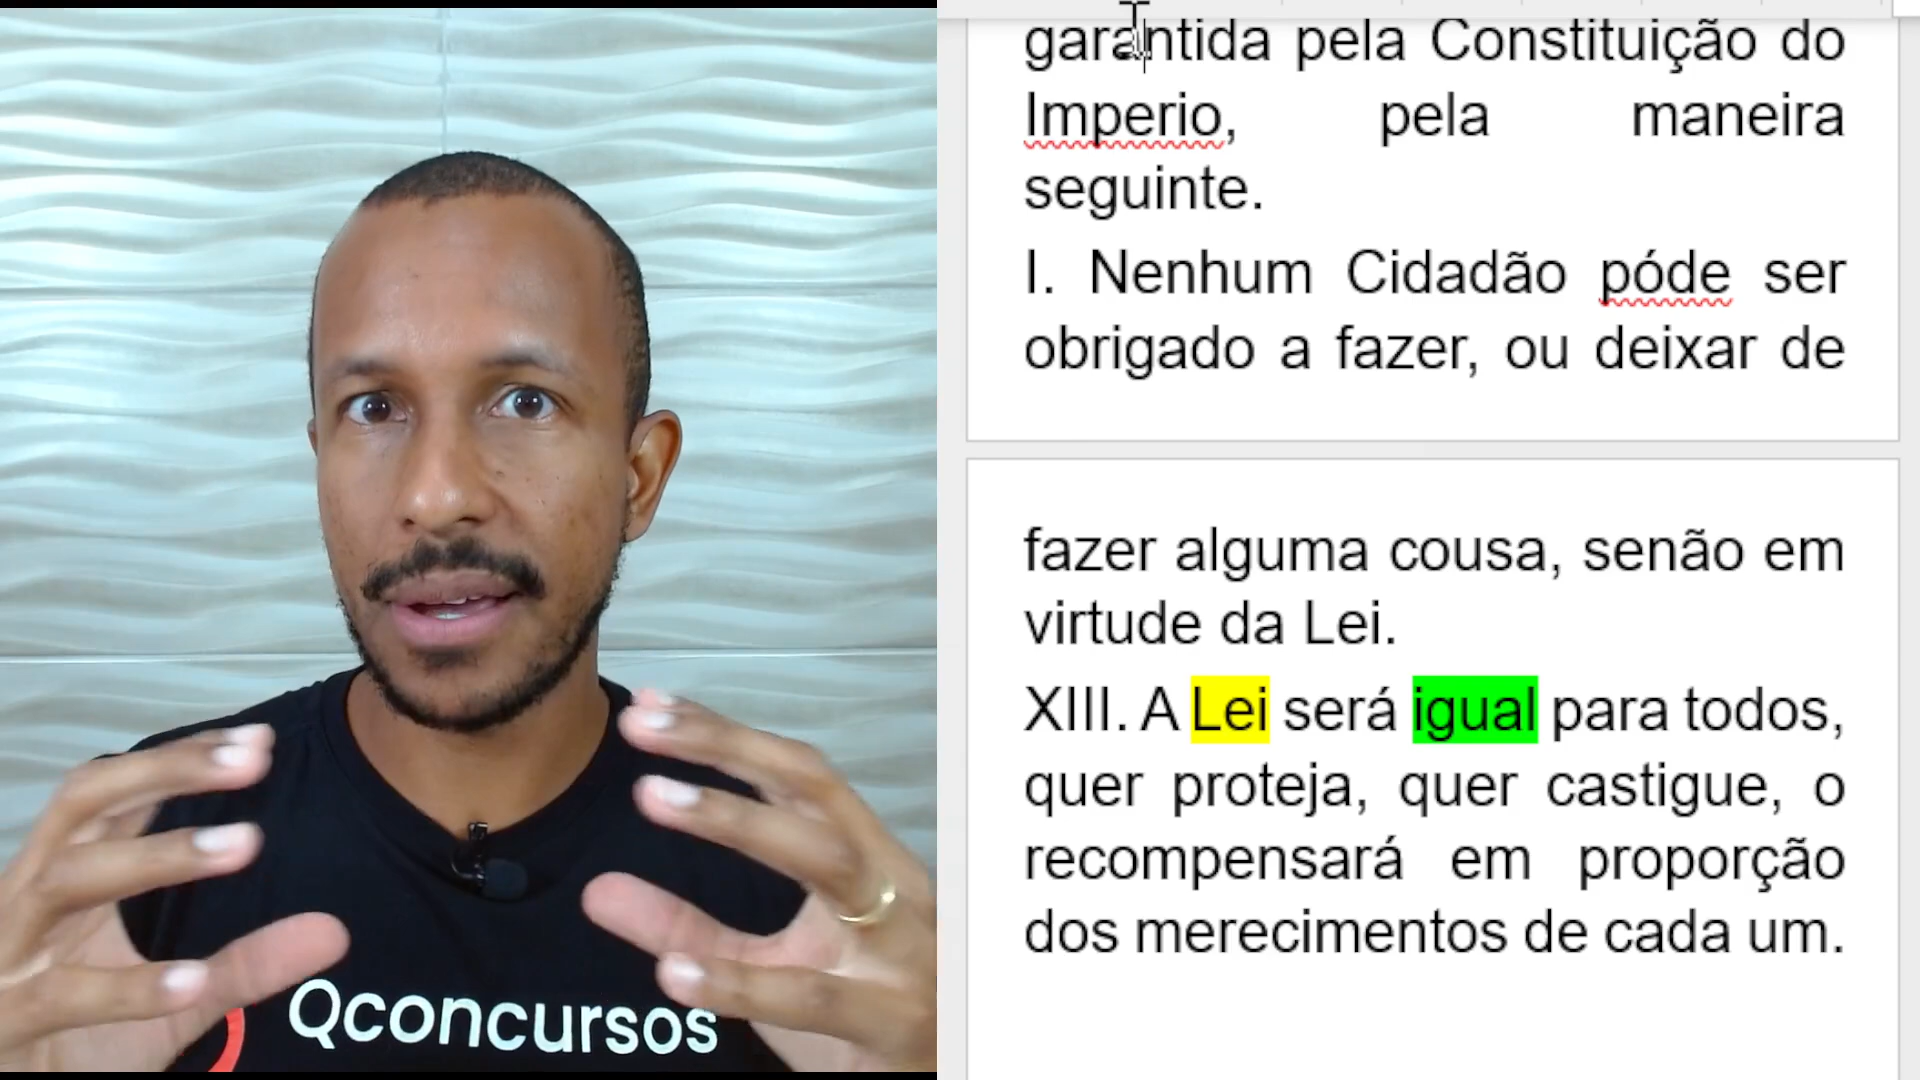 garantida pela Constituição do
Imperio, pela maneira
seguinte.
I. Nenhum Cidadão póde ser
obrigado a fazer, ou deixar de
fazer alguma cousa, senão em
virtude da Lei.
XIII. A Lei será igual para todos,
quer proteja, quer castigue, o
recompensará em proporção
dos merecimentos de cada um.
Qconcursos